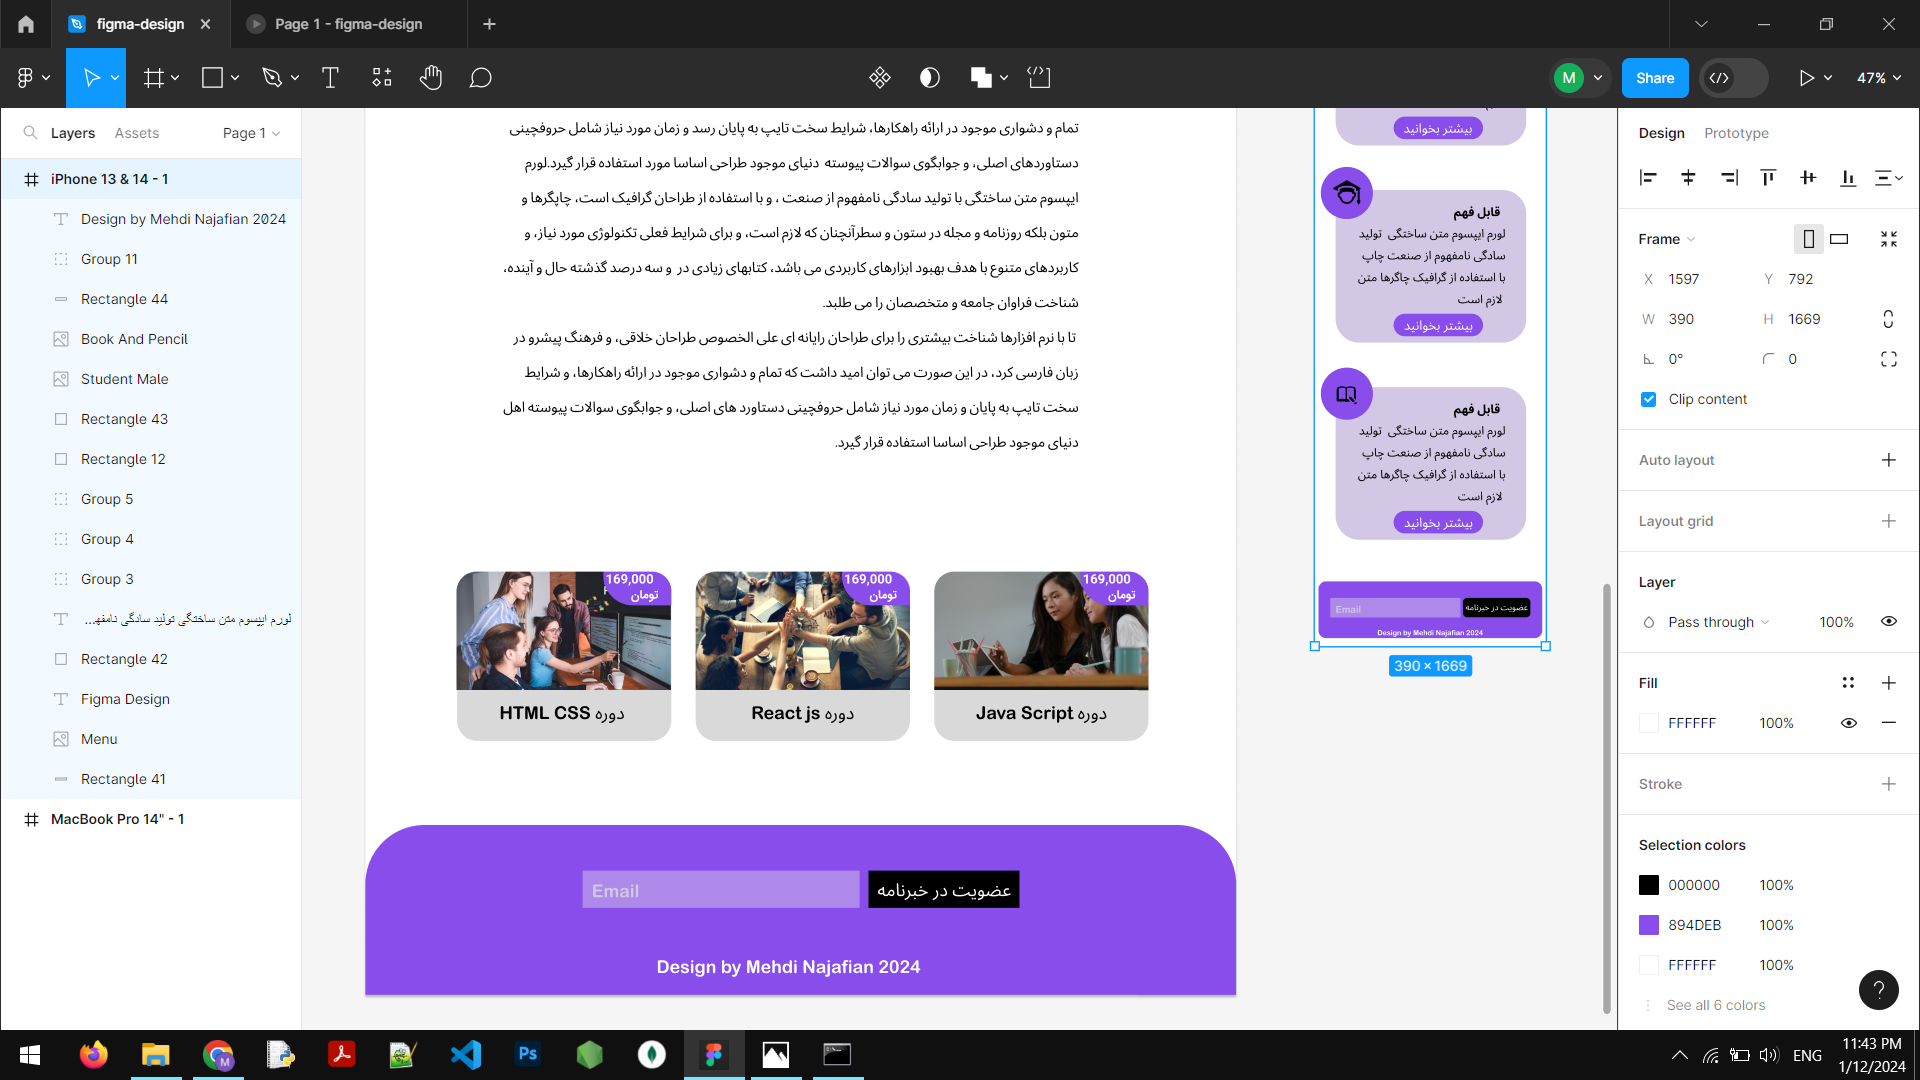 figma-design
Page 1 - figma-design
M
Share
47%
Layers
Assets
Page 1
iPhone 13 & 14 - 1
Design by Mehdi Najafian 2024
Group 11
Rectangle 44
Book And Pencil
Student Male
Rectangle 43
Rectangle 12
Group 5
Group 4
Group 3
لورم ایپسوم متن ساختگی تولید سادگی نامفهو...
Rectangle 42
Figma Design
Menu
Rectangle 41
MacBook Pro 14" - 1
تمام و دشواری موجود در ارائه راهکارها، شرایط سخت تایپ به پایان رسد و زمان مورد نیاز شامل حروفچینی
دستاوردهای اصلی، و جوابگوی سوالات پیوسته دنیای موجود طراحی اساسا مورد استفاده قرار گیرد.لورم
ایپسوم متن ساختگی با تولید سادگی نامفهوم از صنعت ، و با استفاده از طراحان گرافیک است، چاپگرها و
متون بلکه روزنامه و مجله در ستون و سطرآنچنان که لازم است، و برای شرایط فعلی تکنولوژی مورد نیاز، و
کاربردهای متنوع با هدف بهبود ابزارهای کاربردی می باشد، کتابهای زیادی در و سه درصد گذشته حال و آینده،
شناخت فراوان جامعه و متخصصان را می طلبد.
تا با نرم افزارها شناخت بیشتری را برای طراحان رایانه ای علی الخصوص طراحان خلاقی، و فرهنگ پیشرو در
زبان فارسی کرد، در این صورت می توان امید داشت که تمام و دشواری موجود در ارائه راهکارها، و شرایط
سخت تایپ به پایان و زمان مورد نیاز شامل حروفچینی دستاورد های اصلی، و جوابگوی سوالات پیوسته اهل
دنیای موجود طراحی اساسا استفاده قرار گیرد.
169,000
تومان
دوره HTML CSS
169,000
تومان
دوره React js
169,000
تومان
دوره Java Script
Email
عضویت در خبرنامه
Design by Mehdi Najafian 2024
بیشتر بخوانید
قابل فهم
لورم ایپسوم متن ساختگی تولید
سادگی نامفهوم از صنعت چاپ
با استفاده از گرافیک چاگرها متن
لازم است
بیشتر بخوانید
قابل فهم
لورم ایپسوم متن ساختگی تولید
سادگی نامفهوم از صنعت چاپ
با استفاده از گرافیک چاگرها متن
لازم است
بیشتر بخوانید
Email
عضویت در خبرنامه
Design by Mehdi Najafian 2024
390 × 1669
Design
Prototype
Frame
X 1597
Y 792
W 390
H 1669
0°
0
Clip content
Auto layout
Layout grid
Layer
Pass through
100%
Fill
FFFFFF
100%
Stroke
Selection colors
000000
100%
894DEB
100%
FFFFFF
100%
See all 6 colors
?
M
Ps
ENG
11:43 PM
1/12/2024